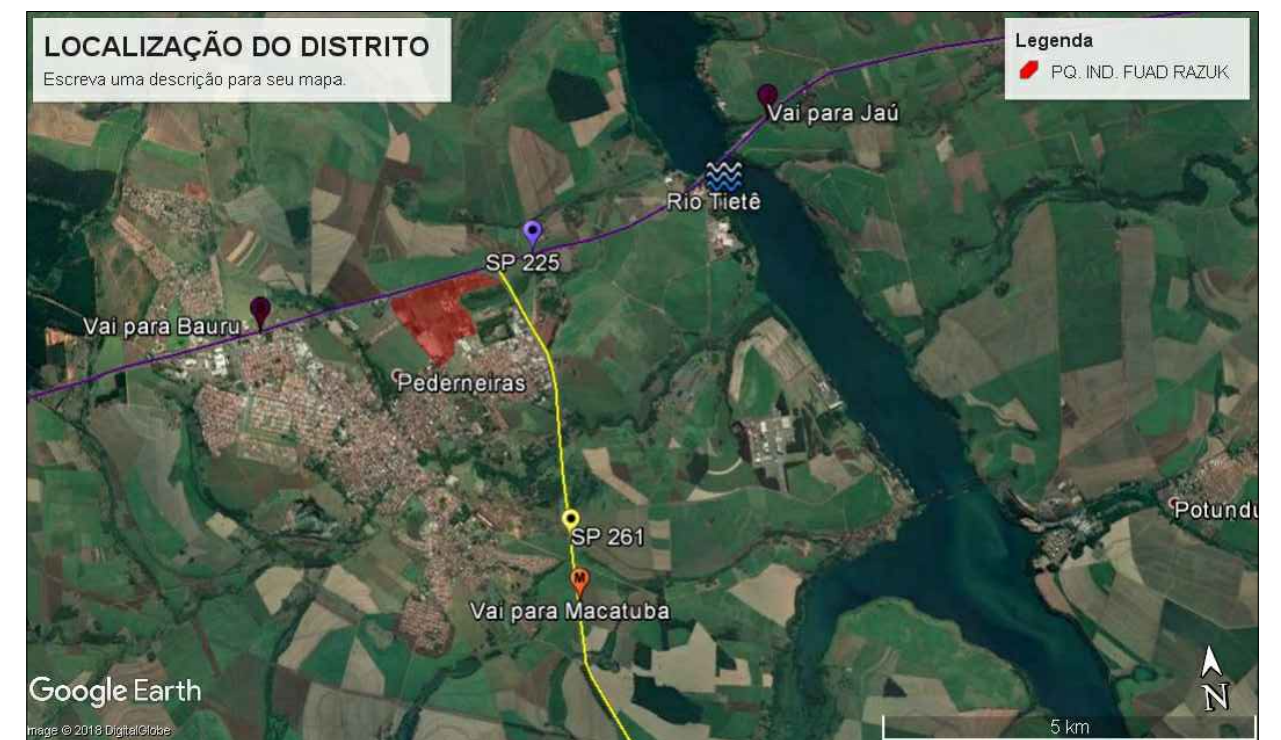 LOCALIZAÇÃO DO DISTRITO
Escreva uma descrição para seu mapa.
Legenda
PQ. IND. FUAD RAZUK
Vai para Jaú
Rio Tietê
SP 225
Vai para Bauru
Pederneiras
Potundu
SP 261
M
Vai para Macatuba
Google Earth
N
5 km
mage © 2018 DigitalGlobe